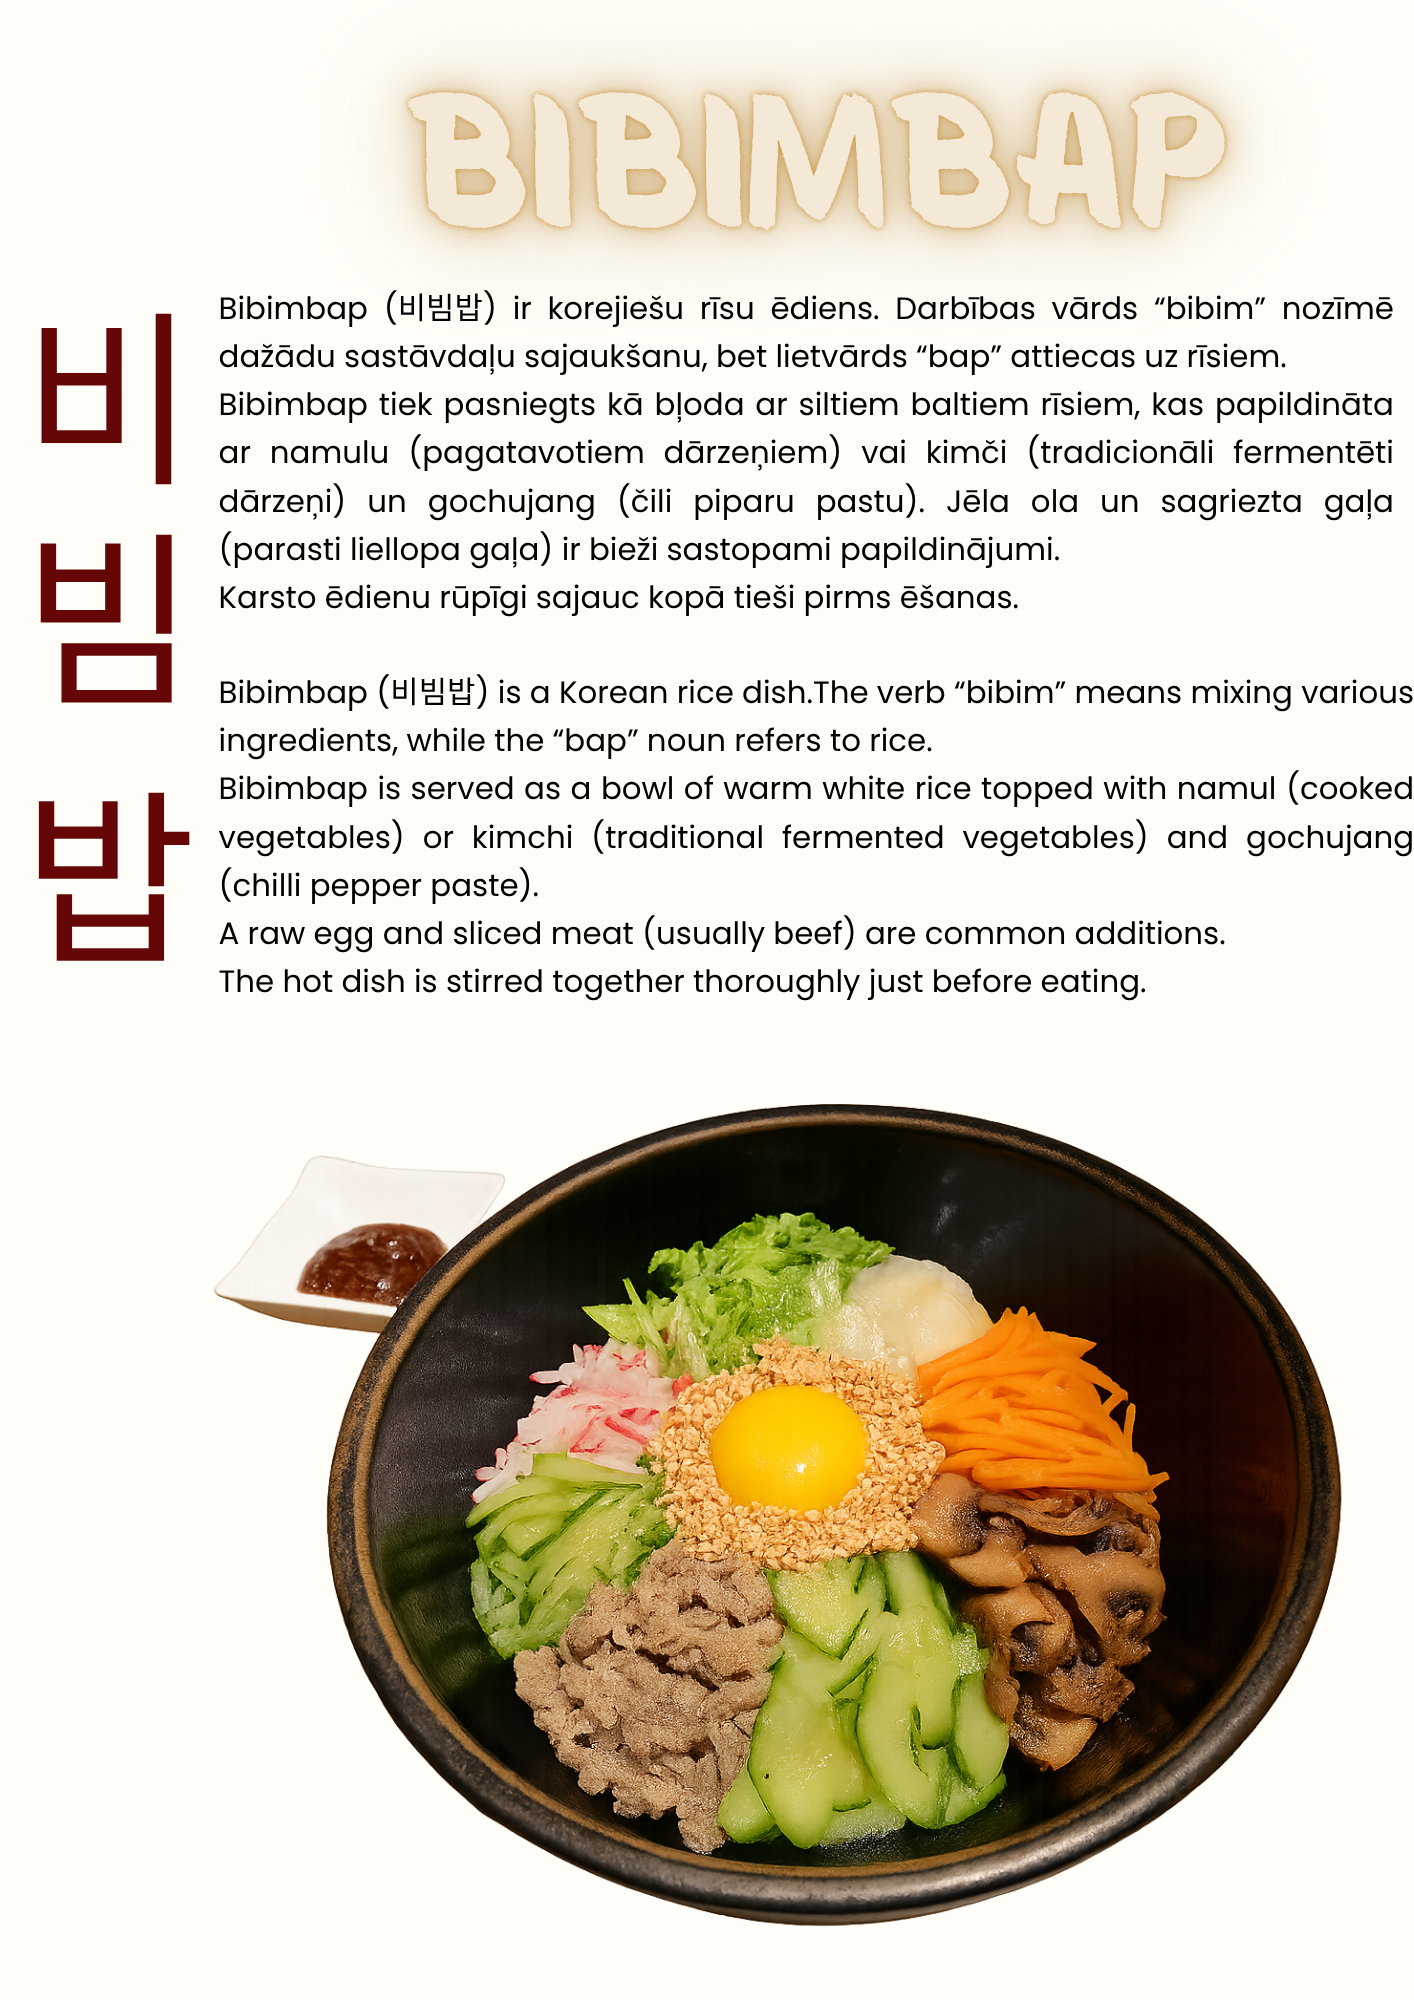 BIBIMBAP
비
빔
밥
Bibimbap (비빔밥) ir korejiešu rīsu ēdiens. Darbības vārds “bibim” nozīmē
dažādu sastāvdaļu sajaukšanu, bet lietvārds “bap” attiecas uz rīsiem.
Bibimbap tiek pasniegts kā bļoda ar siltiem baltiem rīsiem, kas papildināta
ar namulu (pagatavotiem dārzeņiem) vai kimči (tradicionāli fermentēti
dārzeņi) un gochujang (čili piparu pastu). Jēla ola un sagriezta gaļa
(parasti liellopa gaļa) ir bieži sastopami papildinājumi.
Karsto ēdienu rūpīgi sajauc kopā tieši pirms ēšanas.
Bibimbap (비빔밥) is a Korean rice dish.The verb “bibim” means mixing various
ingredients, while the “bap” noun refers to rice.
Bibimbap is served as a bowl of warm white rice topped with namul (cooked
vegetables) or kimchi (traditional fermented vegetables) and gochujang
(chilli pepper paste).
A raw egg and sliced meat (usually beef) are common additions.
The hot dish is stirred together thoroughly just before eating.